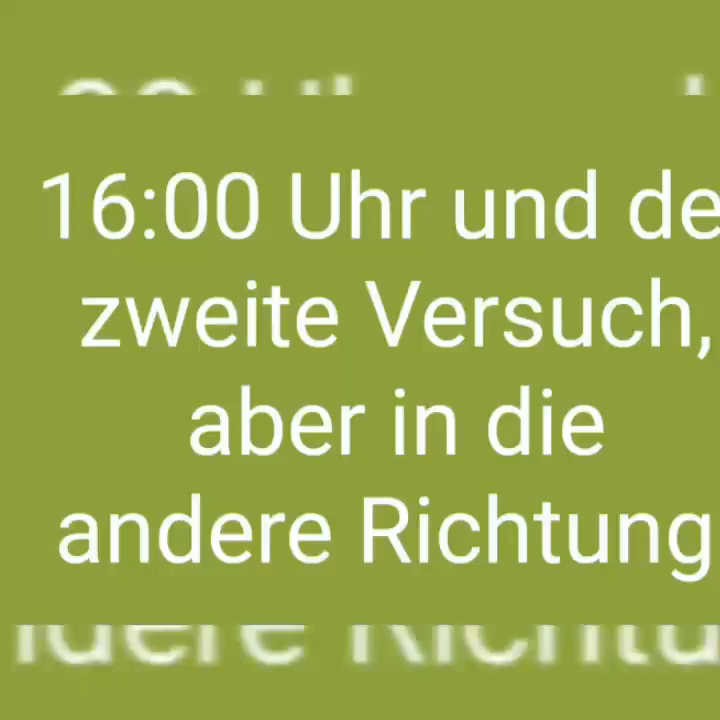 16:00 Uhr und de
zweite Versuch,
aber in die
andere Richtung